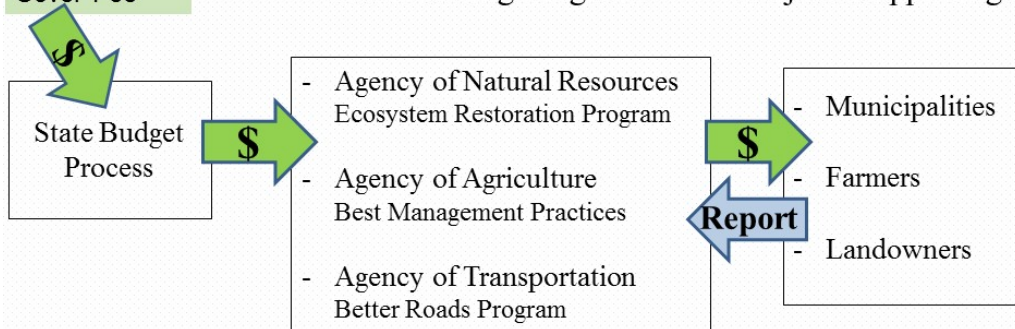 $
State Budget
Process
$
- Agency of Natural Resources
Ecosystem Restoration Program
- Agency of Agriculture
Best Management Practices
- Agency of Transportation
Better Roads Program
$
Report
- Municipalities
- Farmers
- Landowners